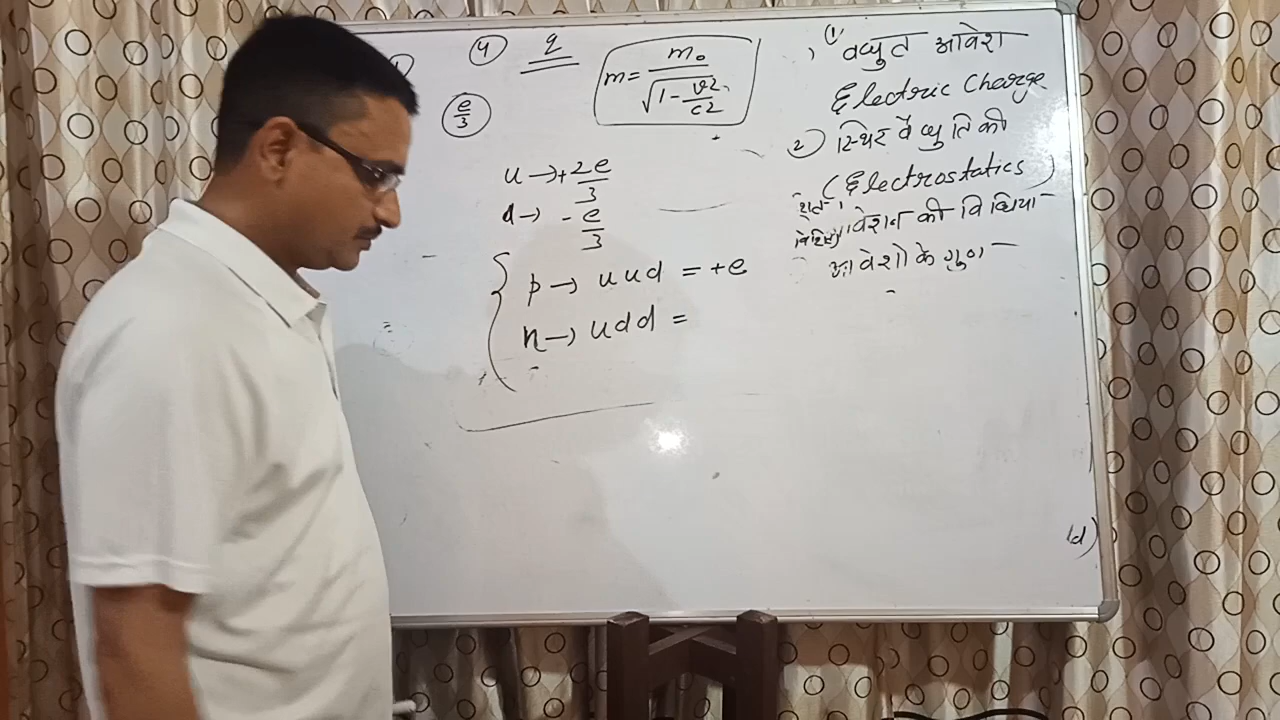 4 q
m = m₀ / √(1 - v2/c2)
e/3
u → + 2e/3
d → - e/3
p → uud = +e
n → udd =
1) वद्युत आवेश
Electric Charge
2) स्थिर वैद्युतिकी
(Electrostatics)
वेशन की विधिया
आवेशो के गुण
(d)